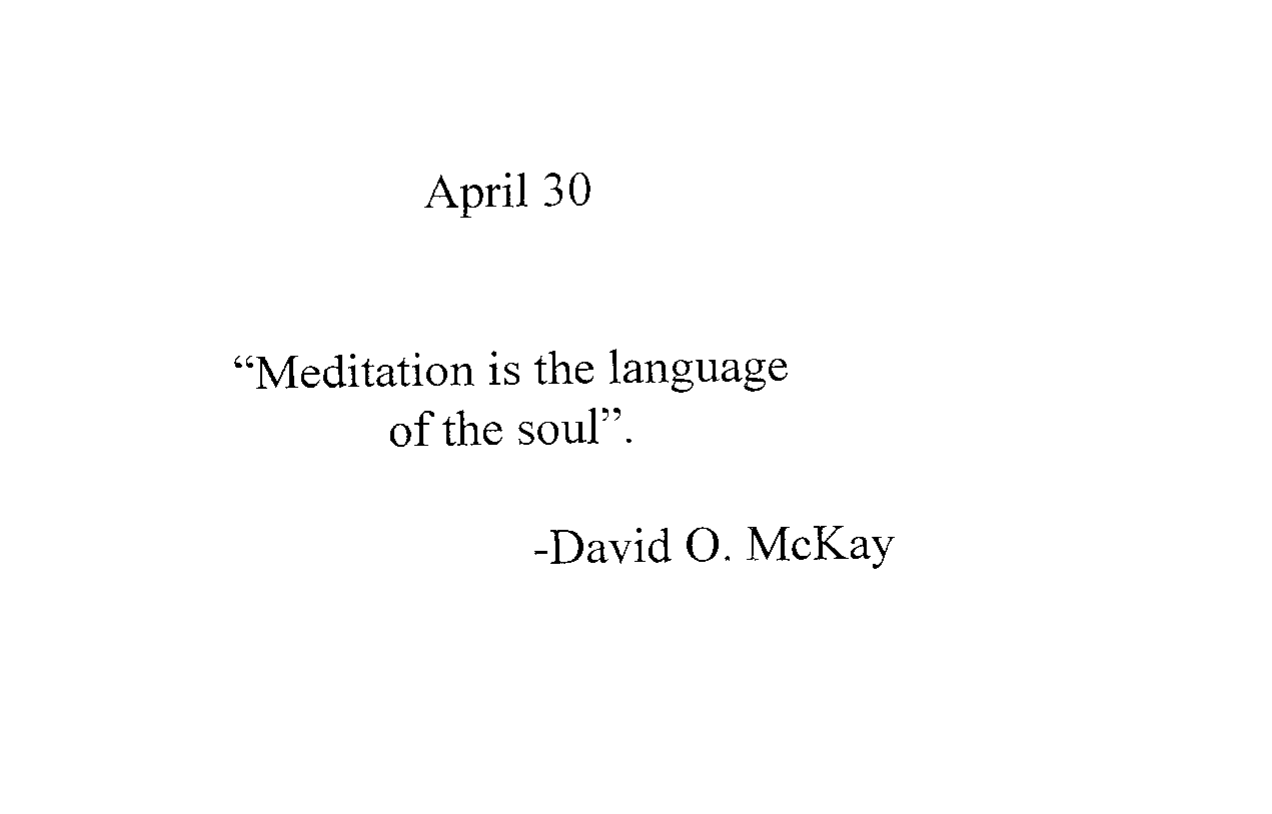 April 30
“Meditation is the language
of the soul”.
-David O. McKay